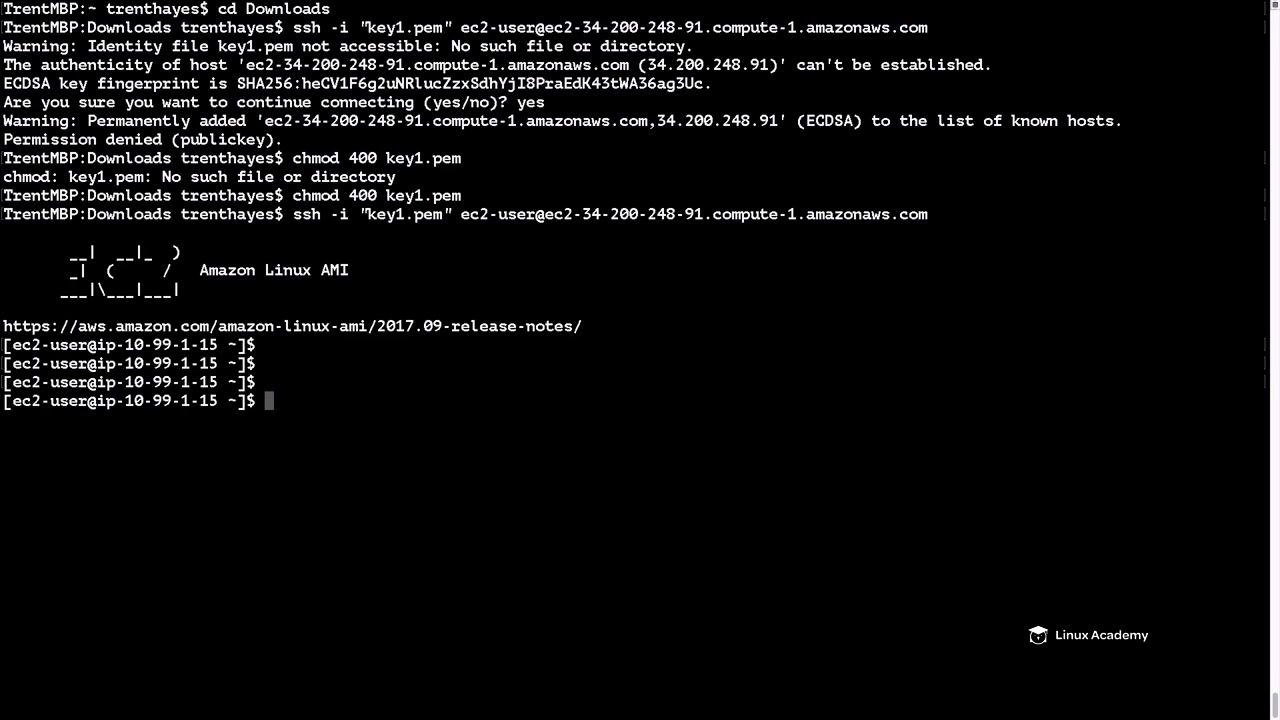 TrentMBP:~ trenthayes$ cd Downloads
TrentMBP:Downloads trenthayes$ ssh -i "key1.pem" ec2-user@ec2-34-200-248-91.compute-1.amazonaws.com
Warning: Identity file key1.pem not accessible: No such file or directory.
The authenticity of host 'ec2-34-200-248-91.compute-1.amazonaws.com (34.200.248.91)' can't be established.
ECDSA key fingerprint is SHA256:heCV1F6g2uNRlucZzxSdhYjI8PraEdK43tWA36ag3Uc.
Are you sure you want to continue connecting (yes/no)? yes
Warning: Permanently added 'ec2-34-200-248-91.compute-1.amazonaws.com,34.200.248.91' (ECDSA) to the list of known hosts.
Permission denied (publickey).
TrentMBP:Downloads trenthayes$ chmod 400 key1.pem
chmod: key1.pem: No such file or directory
TrentMBP:Downloads trenthayes$ chmod 400 key1.pem
TrentMBP:Downloads trenthayes$ ssh -i "key1.pem" ec2-user@ec2-34-200-248-91.compute-1.amazonaws.com
       __|  __|_  )
       _|  (     /   Amazon Linux AMI
      ___|\___|___|
https://aws.amazon.com/amazon-linux-ami/2017.09-release-notes/
[ec2-user@ip-10-99-1-15 ~]$
[ec2-user@ip-10-99-1-15 ~]$
[ec2-user@ip-10-99-1-15 ~]$
[ec2-user@ip-10-99-1-15 ~]$
Linux Academy